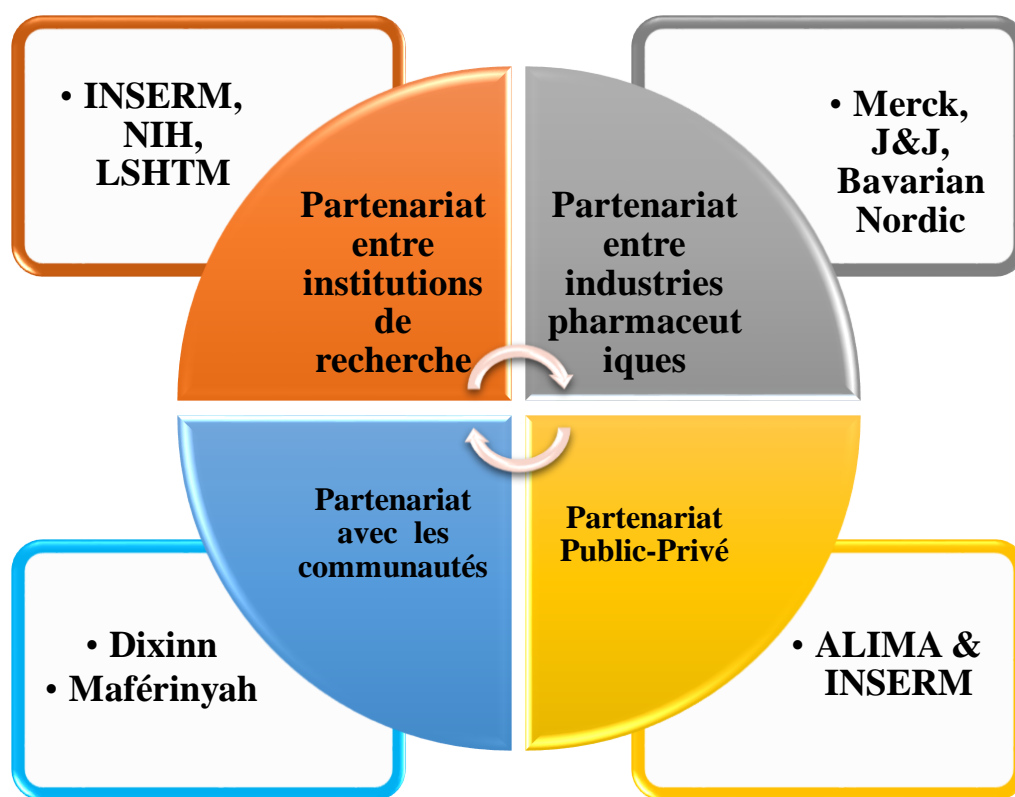 • INSERM,
NIH,
LSHTM
Partenariat
entre
institutions
de
recherche
Partenariat
entre
industries
pharmaceut
iques
• Merck,
J&J,
Bavarian
Nordic
Partenariat
avec les
communautés
Partenariat
Public-Privé
• Dixinn
• Maférinyah
• ALIMA &
INSERM